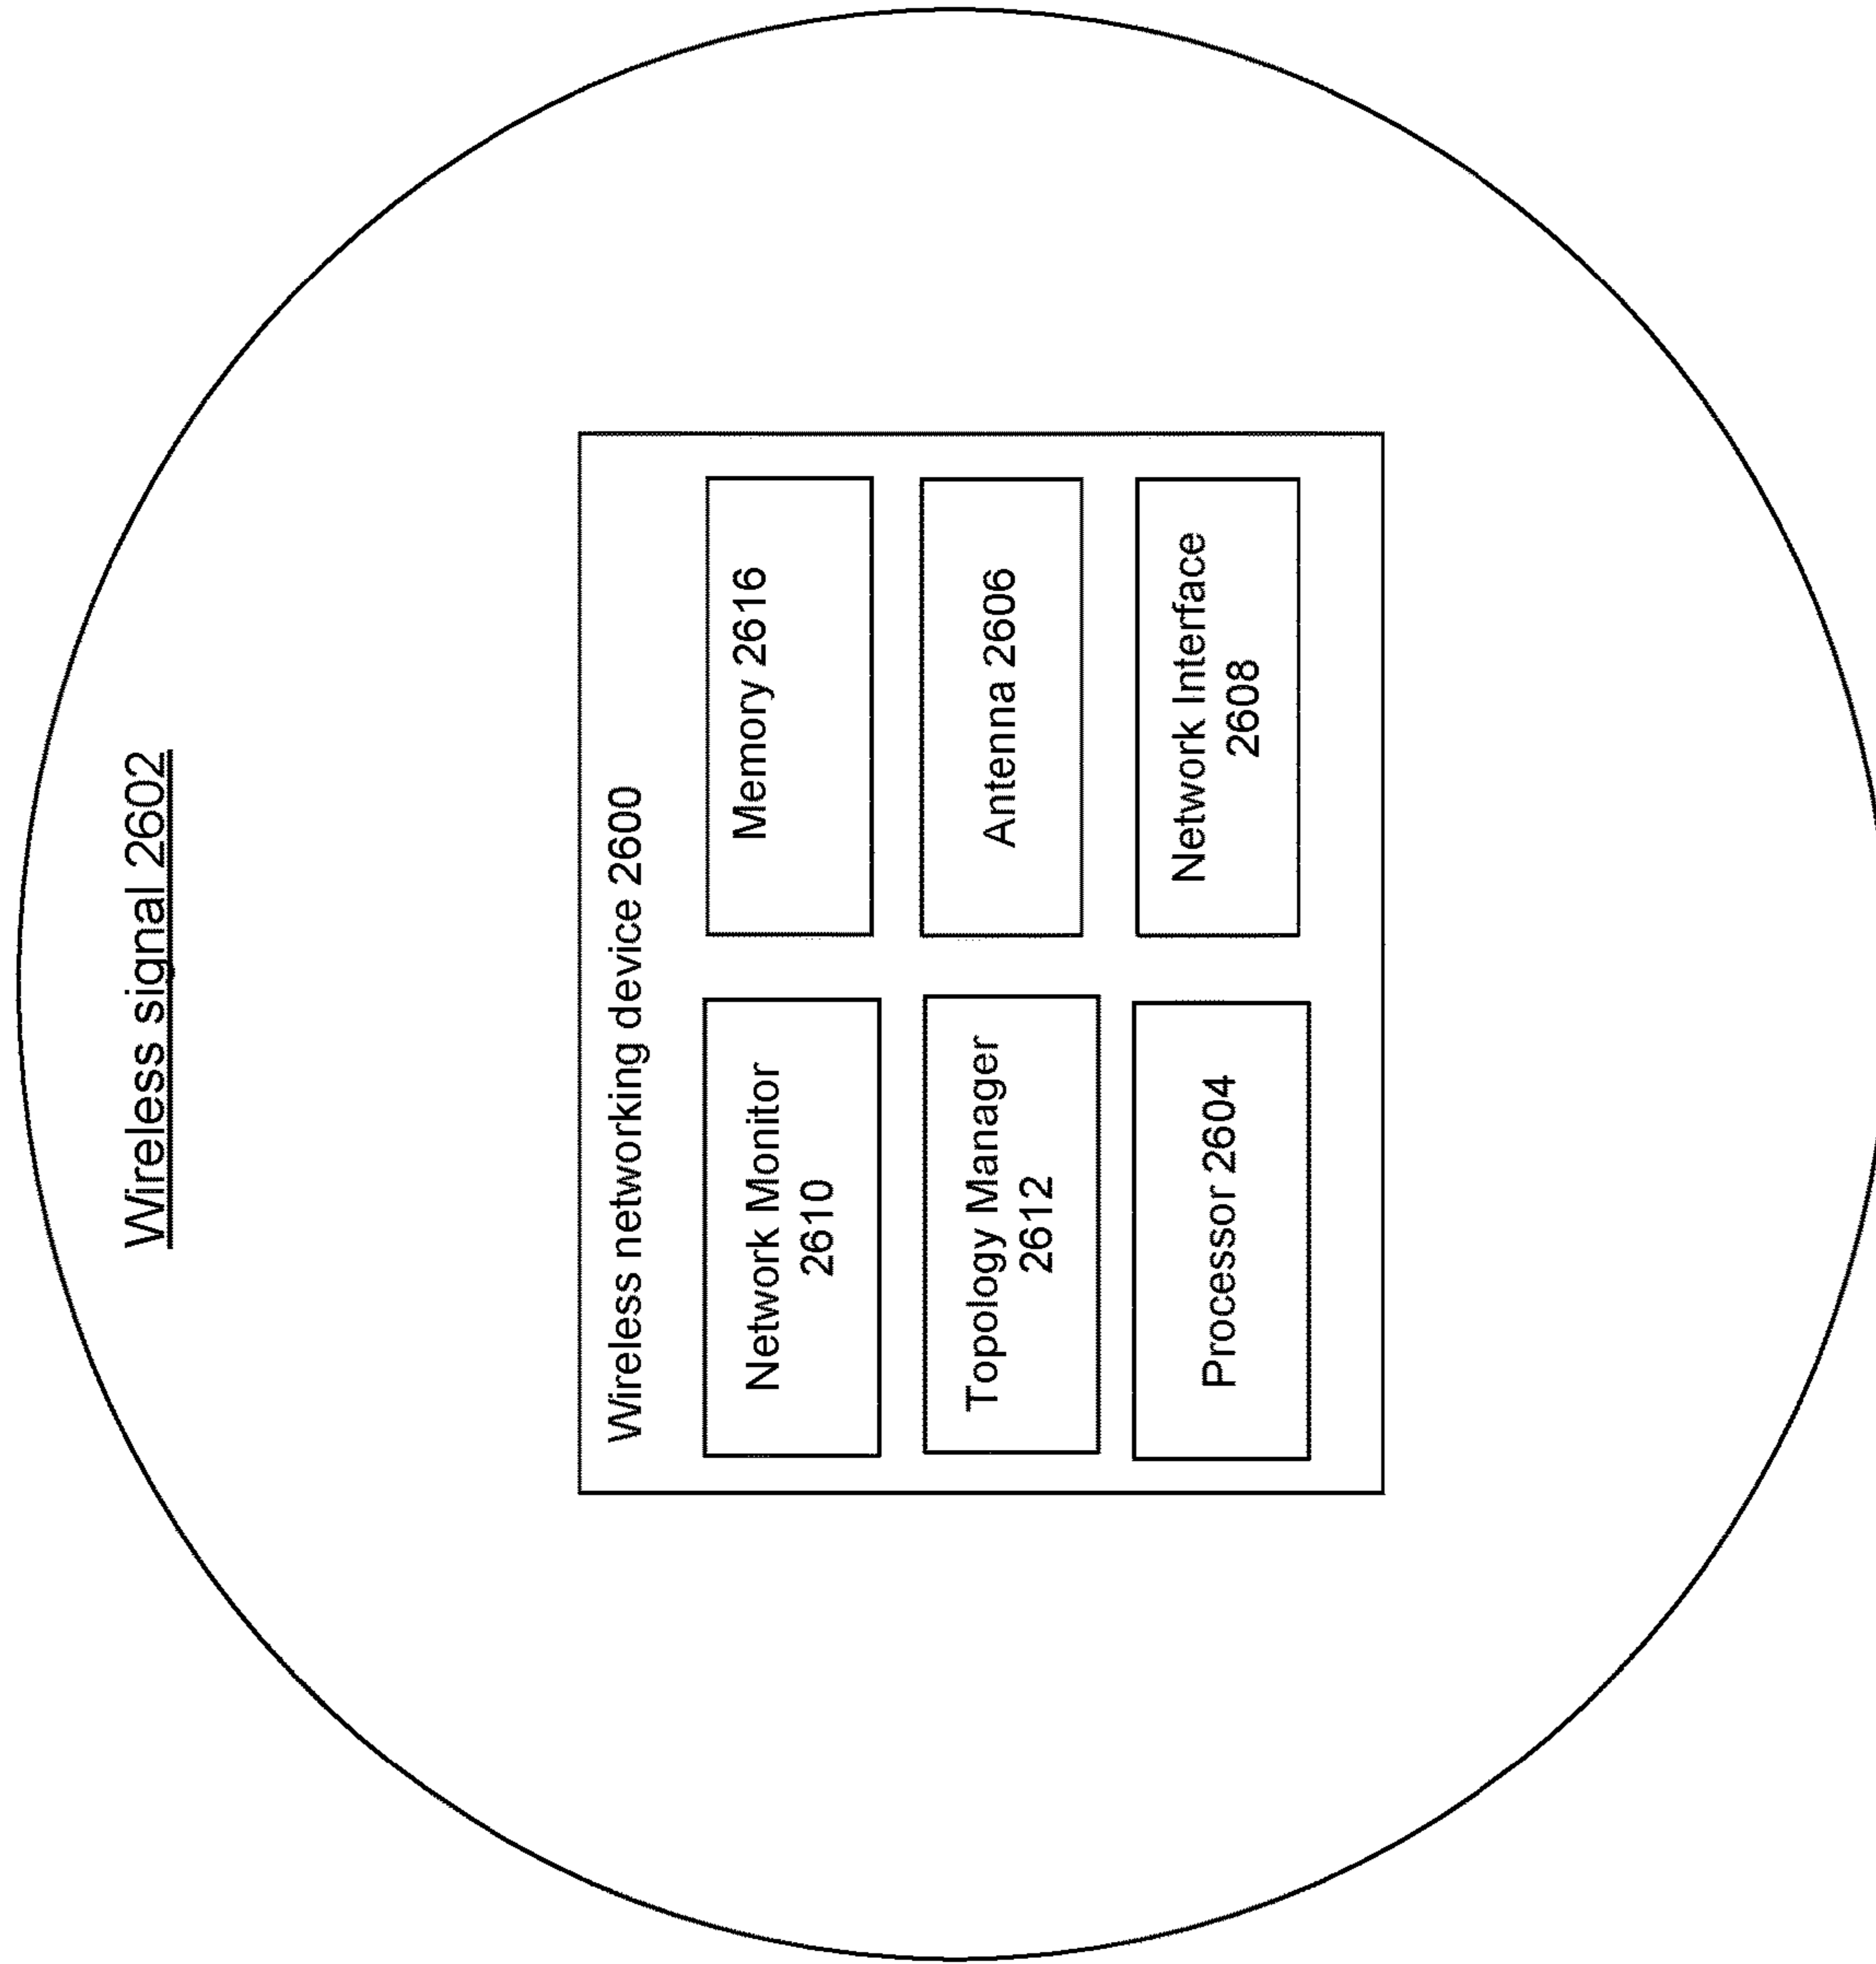 Wireless signal 2602
Wireless networking device 2600
Network Monitor
2610
Memory 2616
Topology Manager
2612
Antenna 2606
Processor 2604
Network Interface
2608